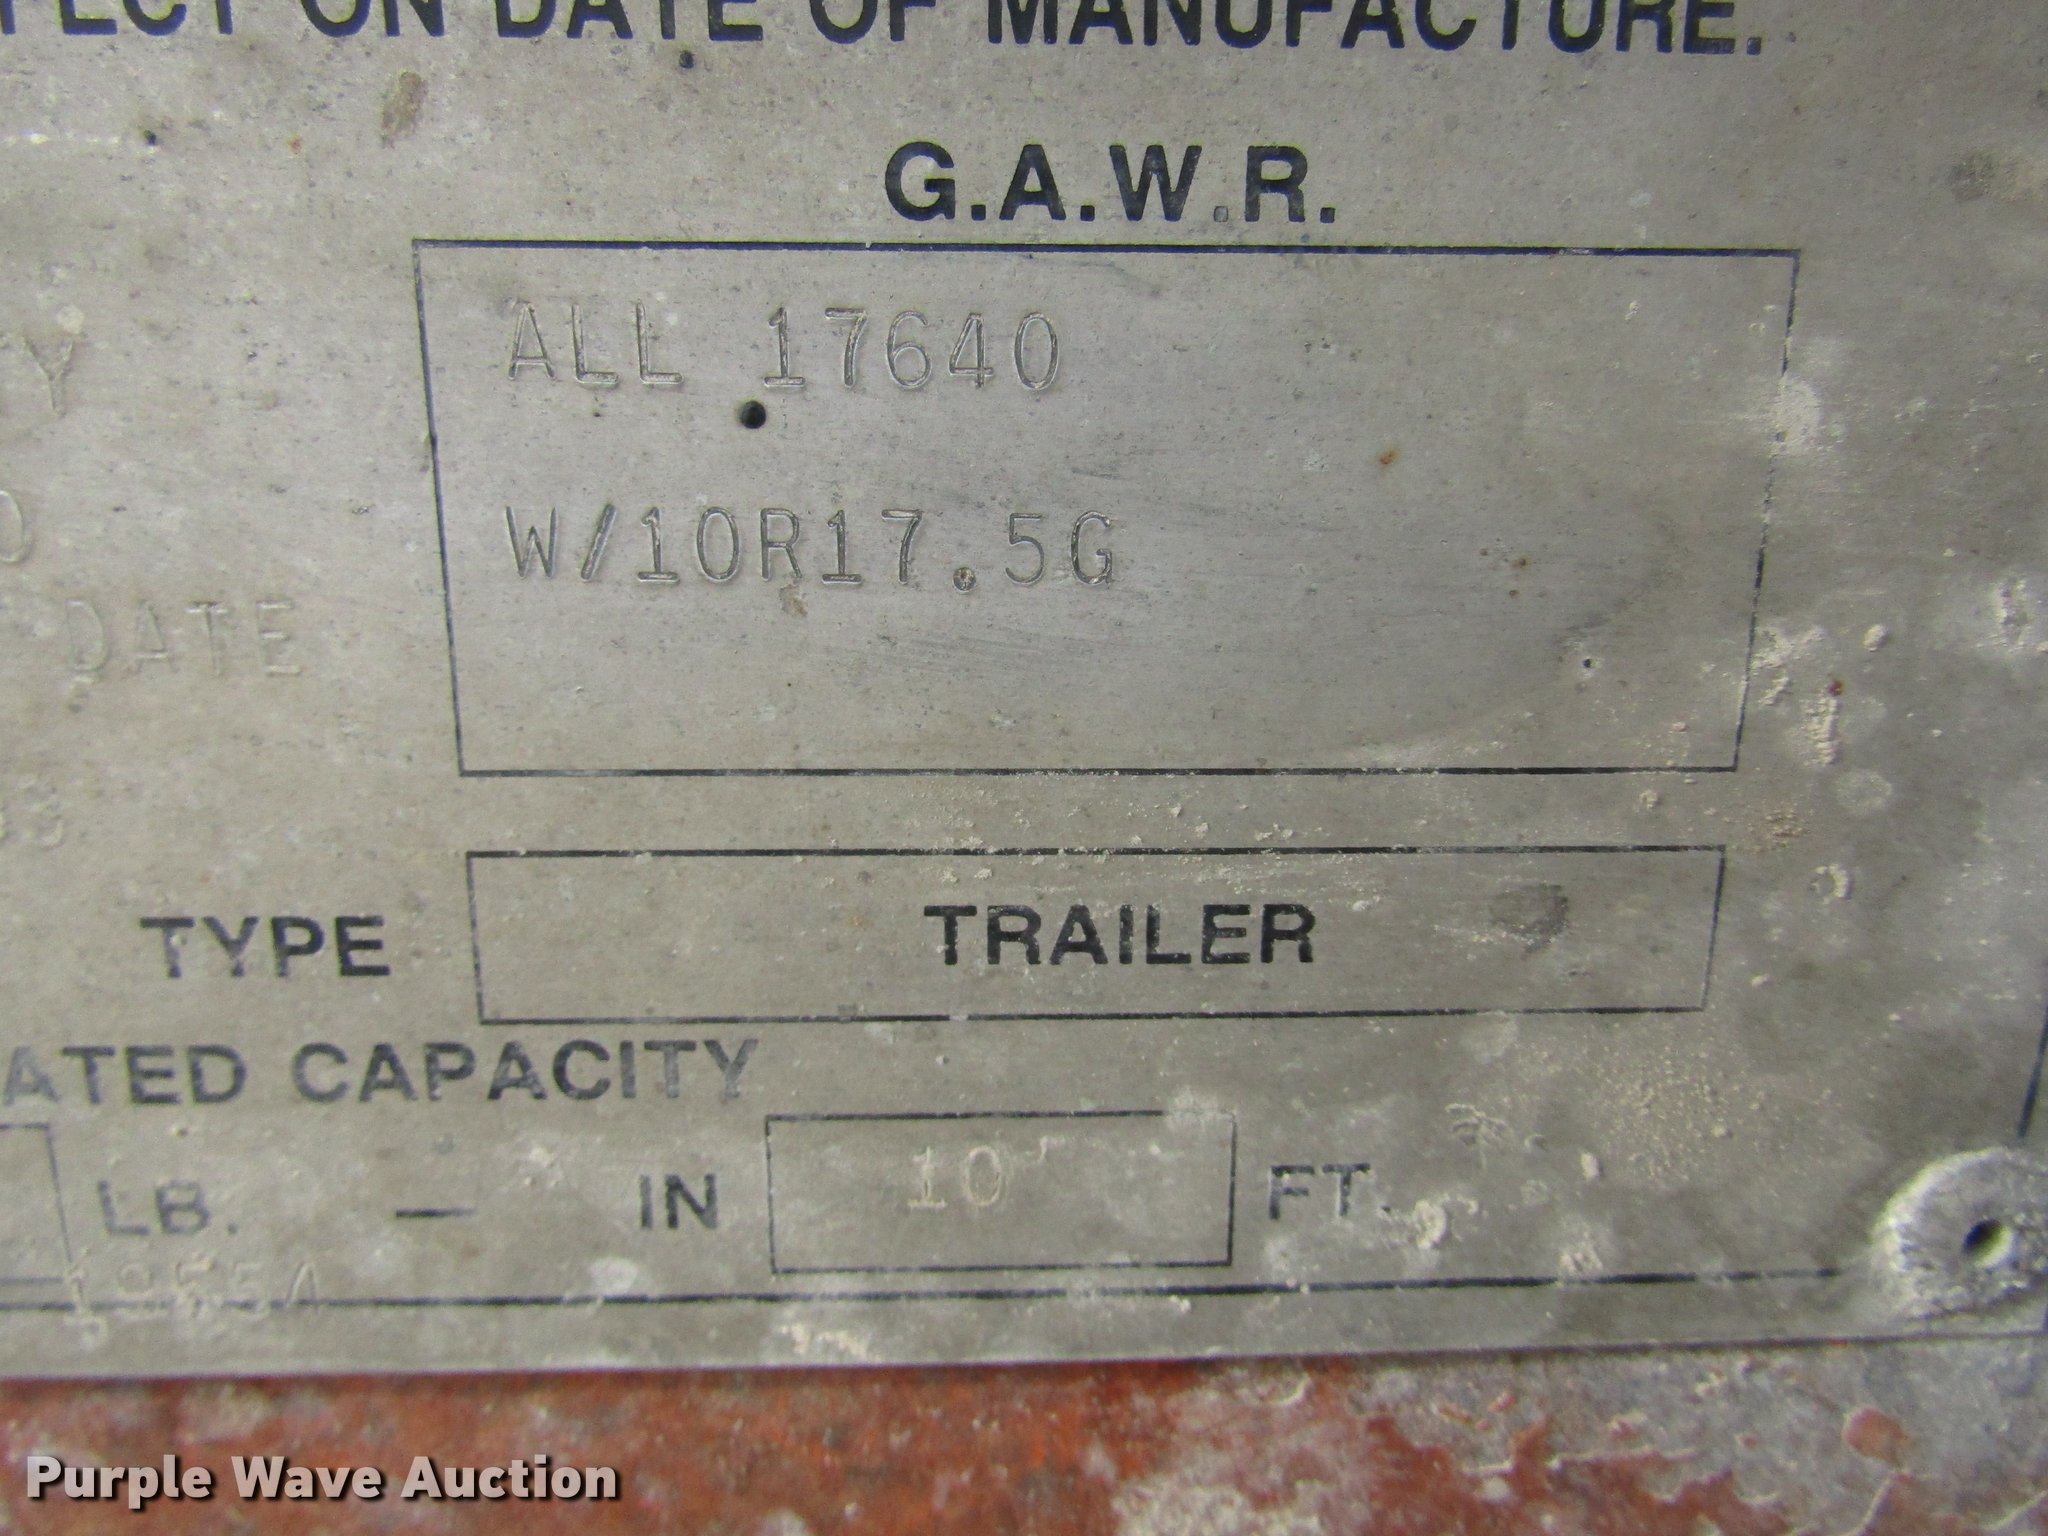 ON DATE OF MANUFACTURE.
G.A.W.R.
ALL 17640
W/10R17.5G
DATE
TYPE TRAILER
ATED CAPACITY
LB. — IN 10 FT.
Purple Wave Auction